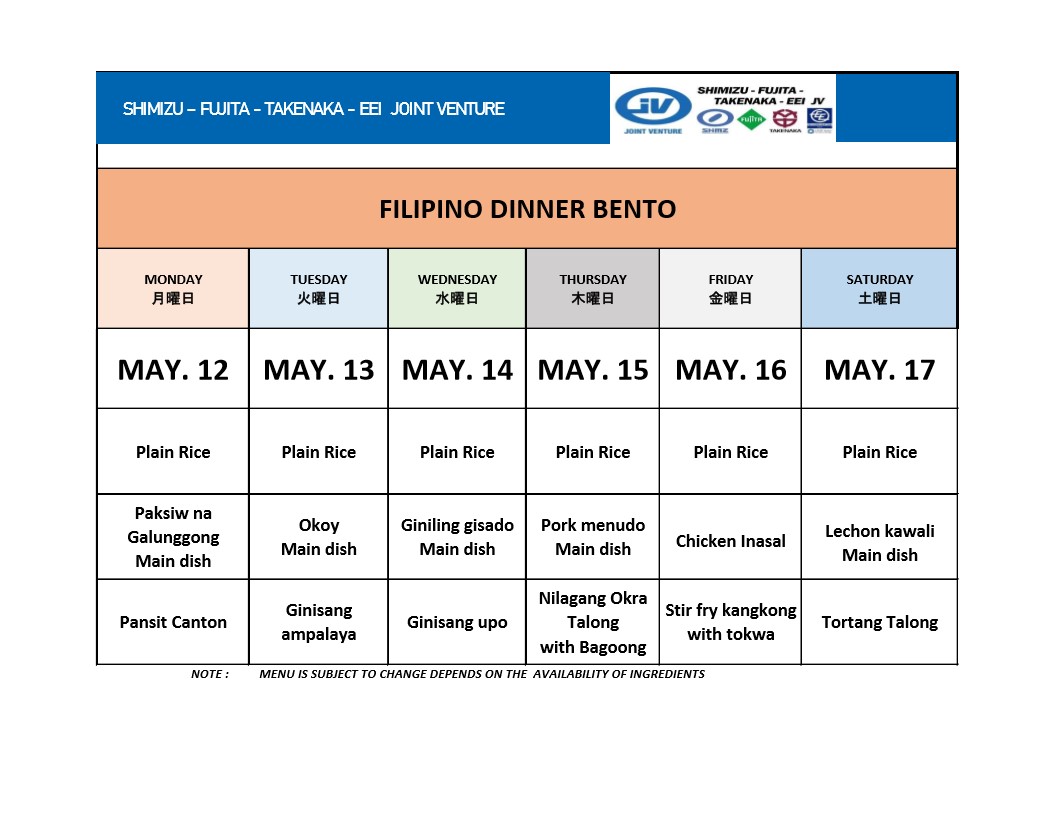 SHIMIZU – FUJITA - TAKENAKA - EEI JOINT VENTURE
JV
JOINT VENTURE
SHIMIZU - FUJITA -
TAKENAKA - EEI JV
SHMZ
FUJITA
TAKENAKA
FILIPINO DINNER BENTO
MONDAY
月曜日
TUESDAY
火曜日
WEDNESDAY
水曜日
THURSDAY
木曜日
FRIDAY
金曜日
SATURDAY
土曜日
MAY. 12
MAY. 13
MAY. 14
MAY. 15
MAY. 16
MAY. 17
Plain Rice
Plain Rice
Plain Rice
Plain Rice
Plain Rice
Plain Rice
Paksiw na
Galunggong
Main dish
Okoy
Main dish
Giniling gisado
Main dish
Pork menudo
Main dish
Chicken Inasal
Lechon kawali
Main dish
Pansit Canton
Ginisang
ampalaya
Ginisang upo
Nilagang Okra
Talong
with Bagoong
Stir fry kangkong
with tokwa
Tortang Talong
NOTE : MENU IS SUBJECT TO CHANGE DEPENDS ON THE AVAILABILITY OF INGREDIENTS